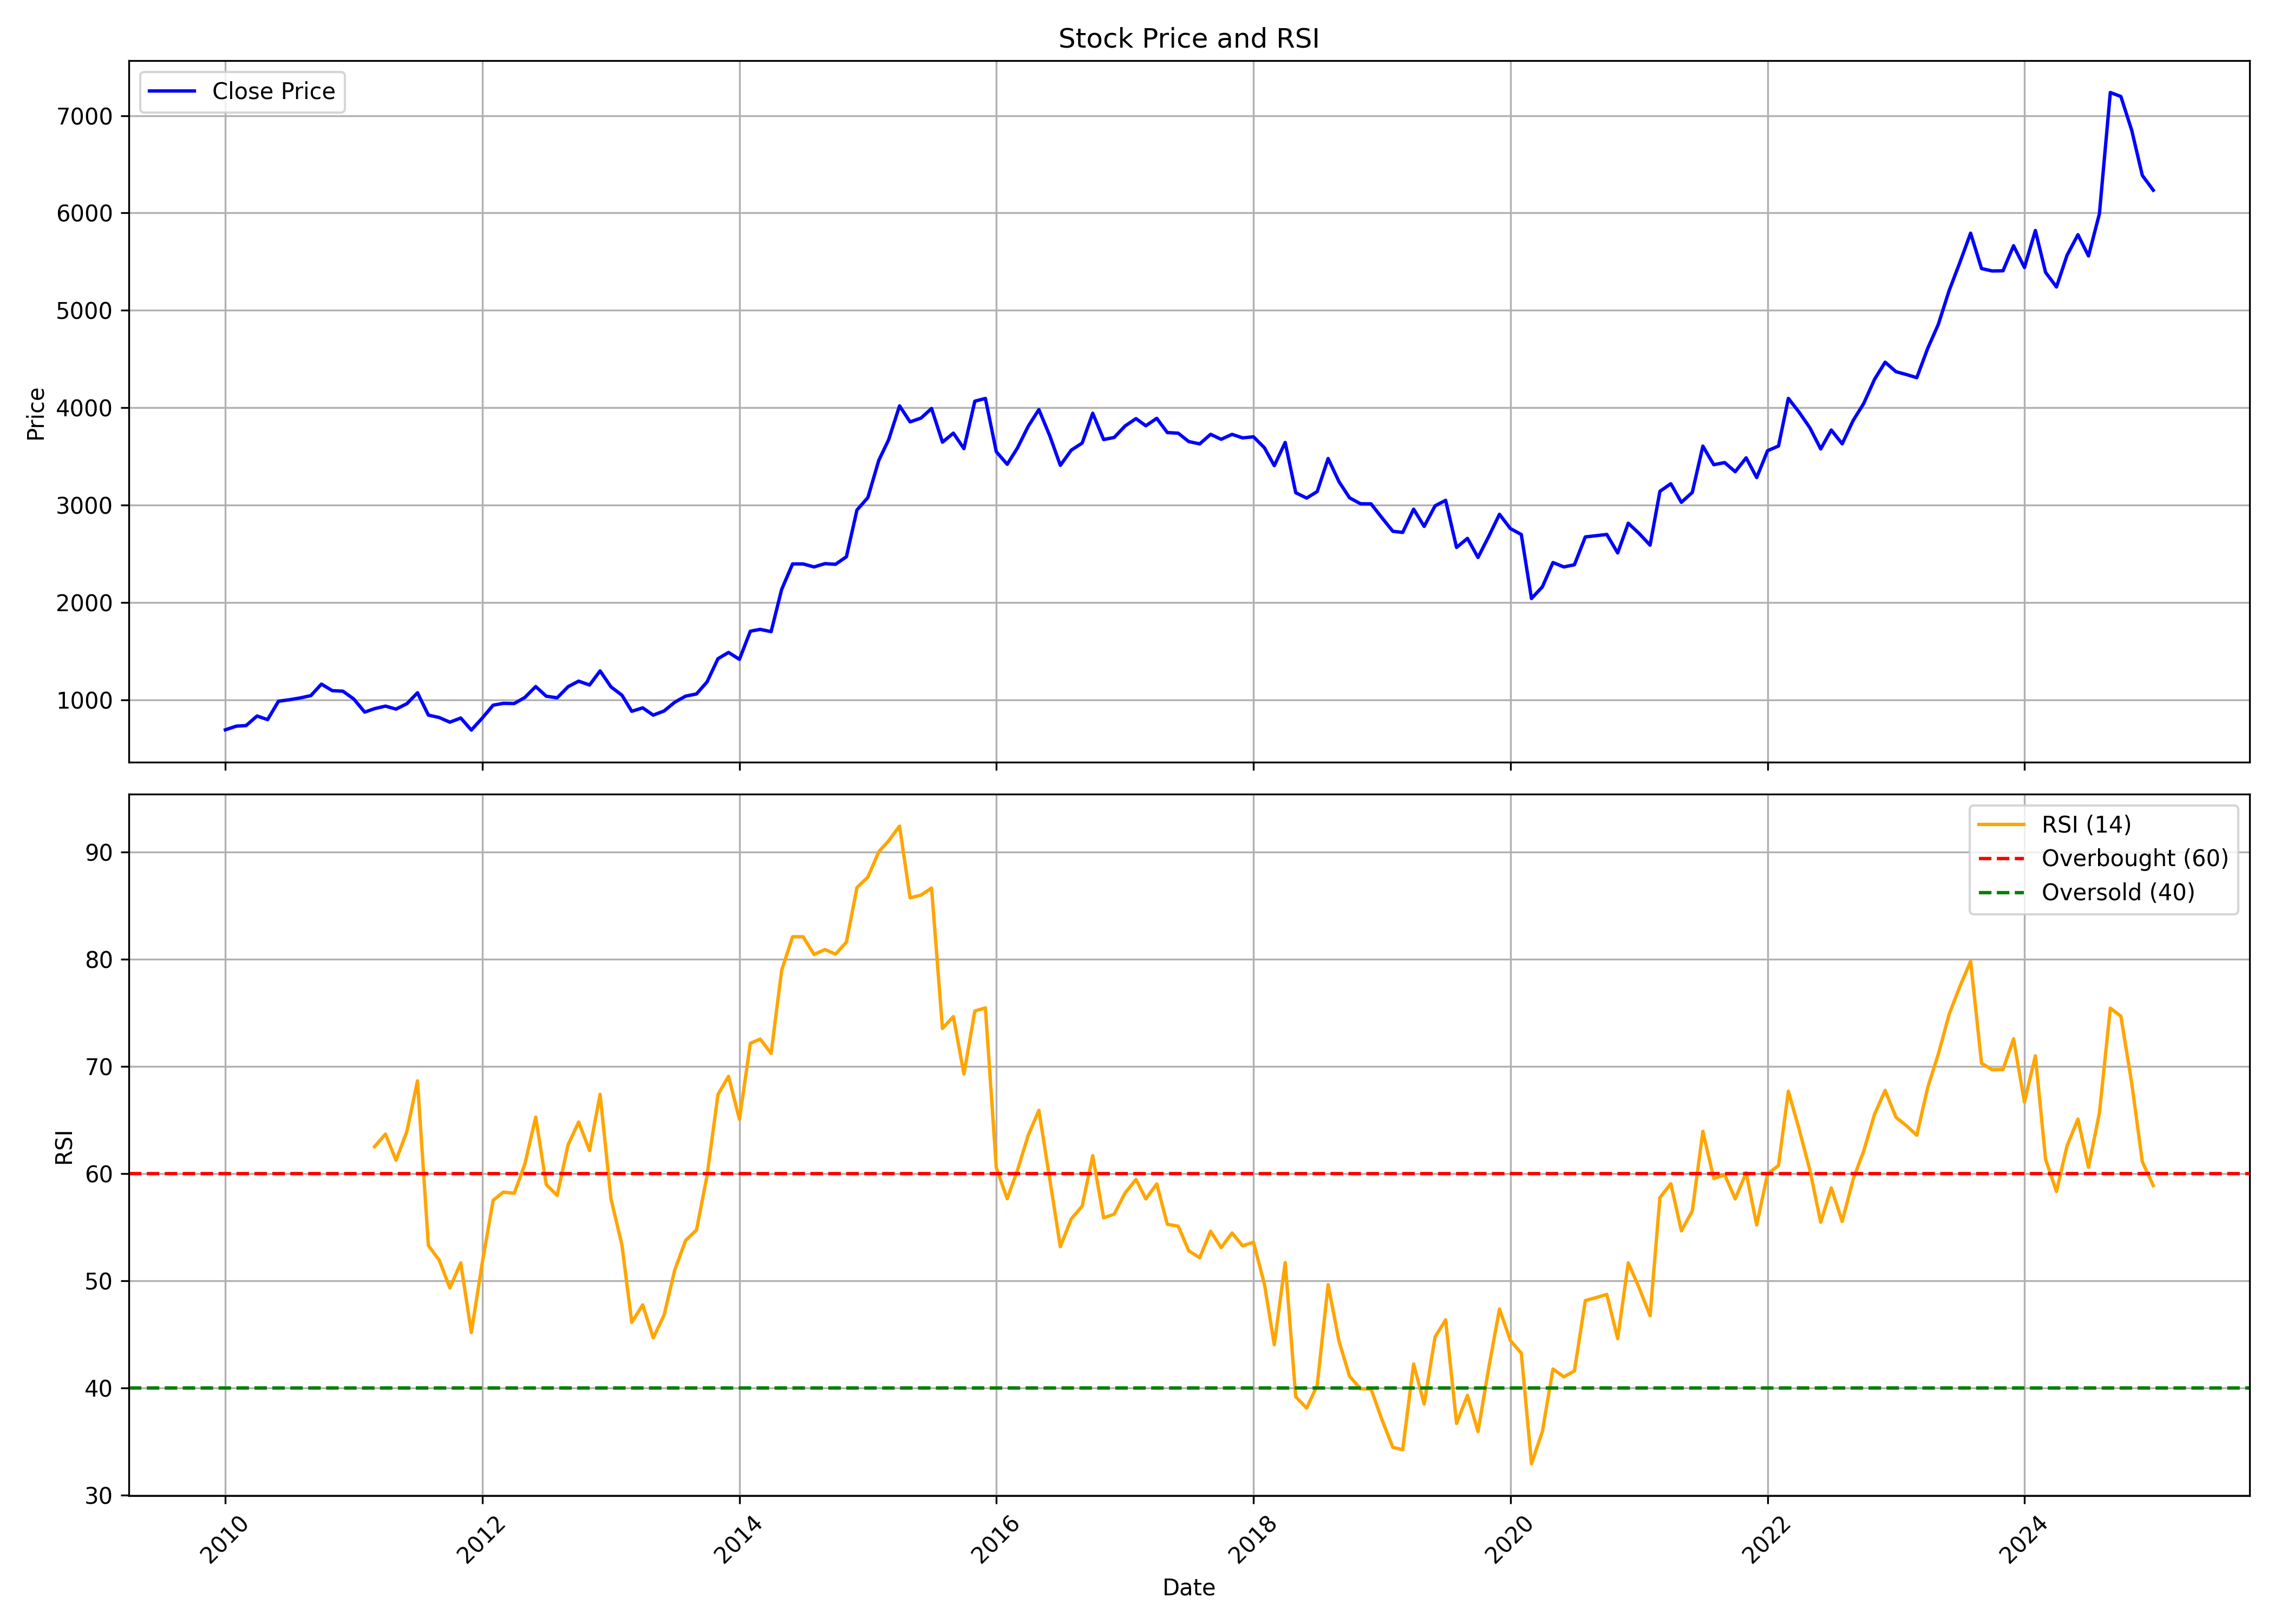 Stock Price and RSI
Close Price
7000
6000
5000
4000
3000
2000
1000
Price
RSI (14)
Overbought (60)
Oversold (40)
90
80
70
60
50
40
30
RSI
2010
2012
2014
2016
2018
2020
2022
2024
Date